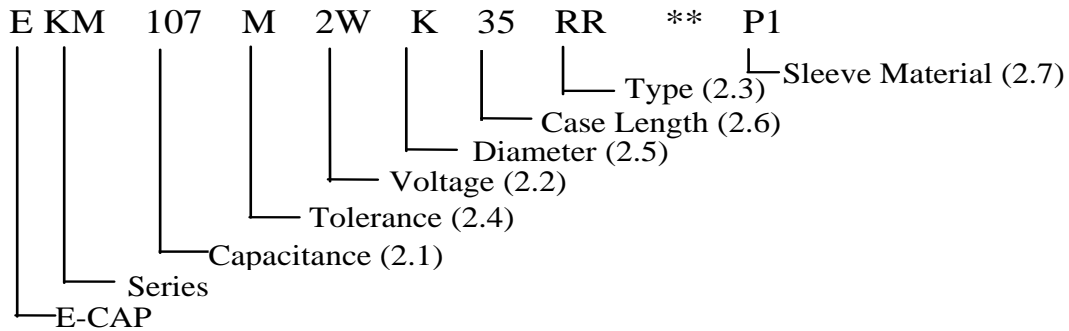 E KM 107 M 2W K 35 RR ** P1
Sleeve Material (2.7)
Type (2.3)
Case Length (2.6)
Diameter (2.5)
Voltage (2.2)
Tolerance (2.4)
Capacitance (2.1)
Series
E-CAP